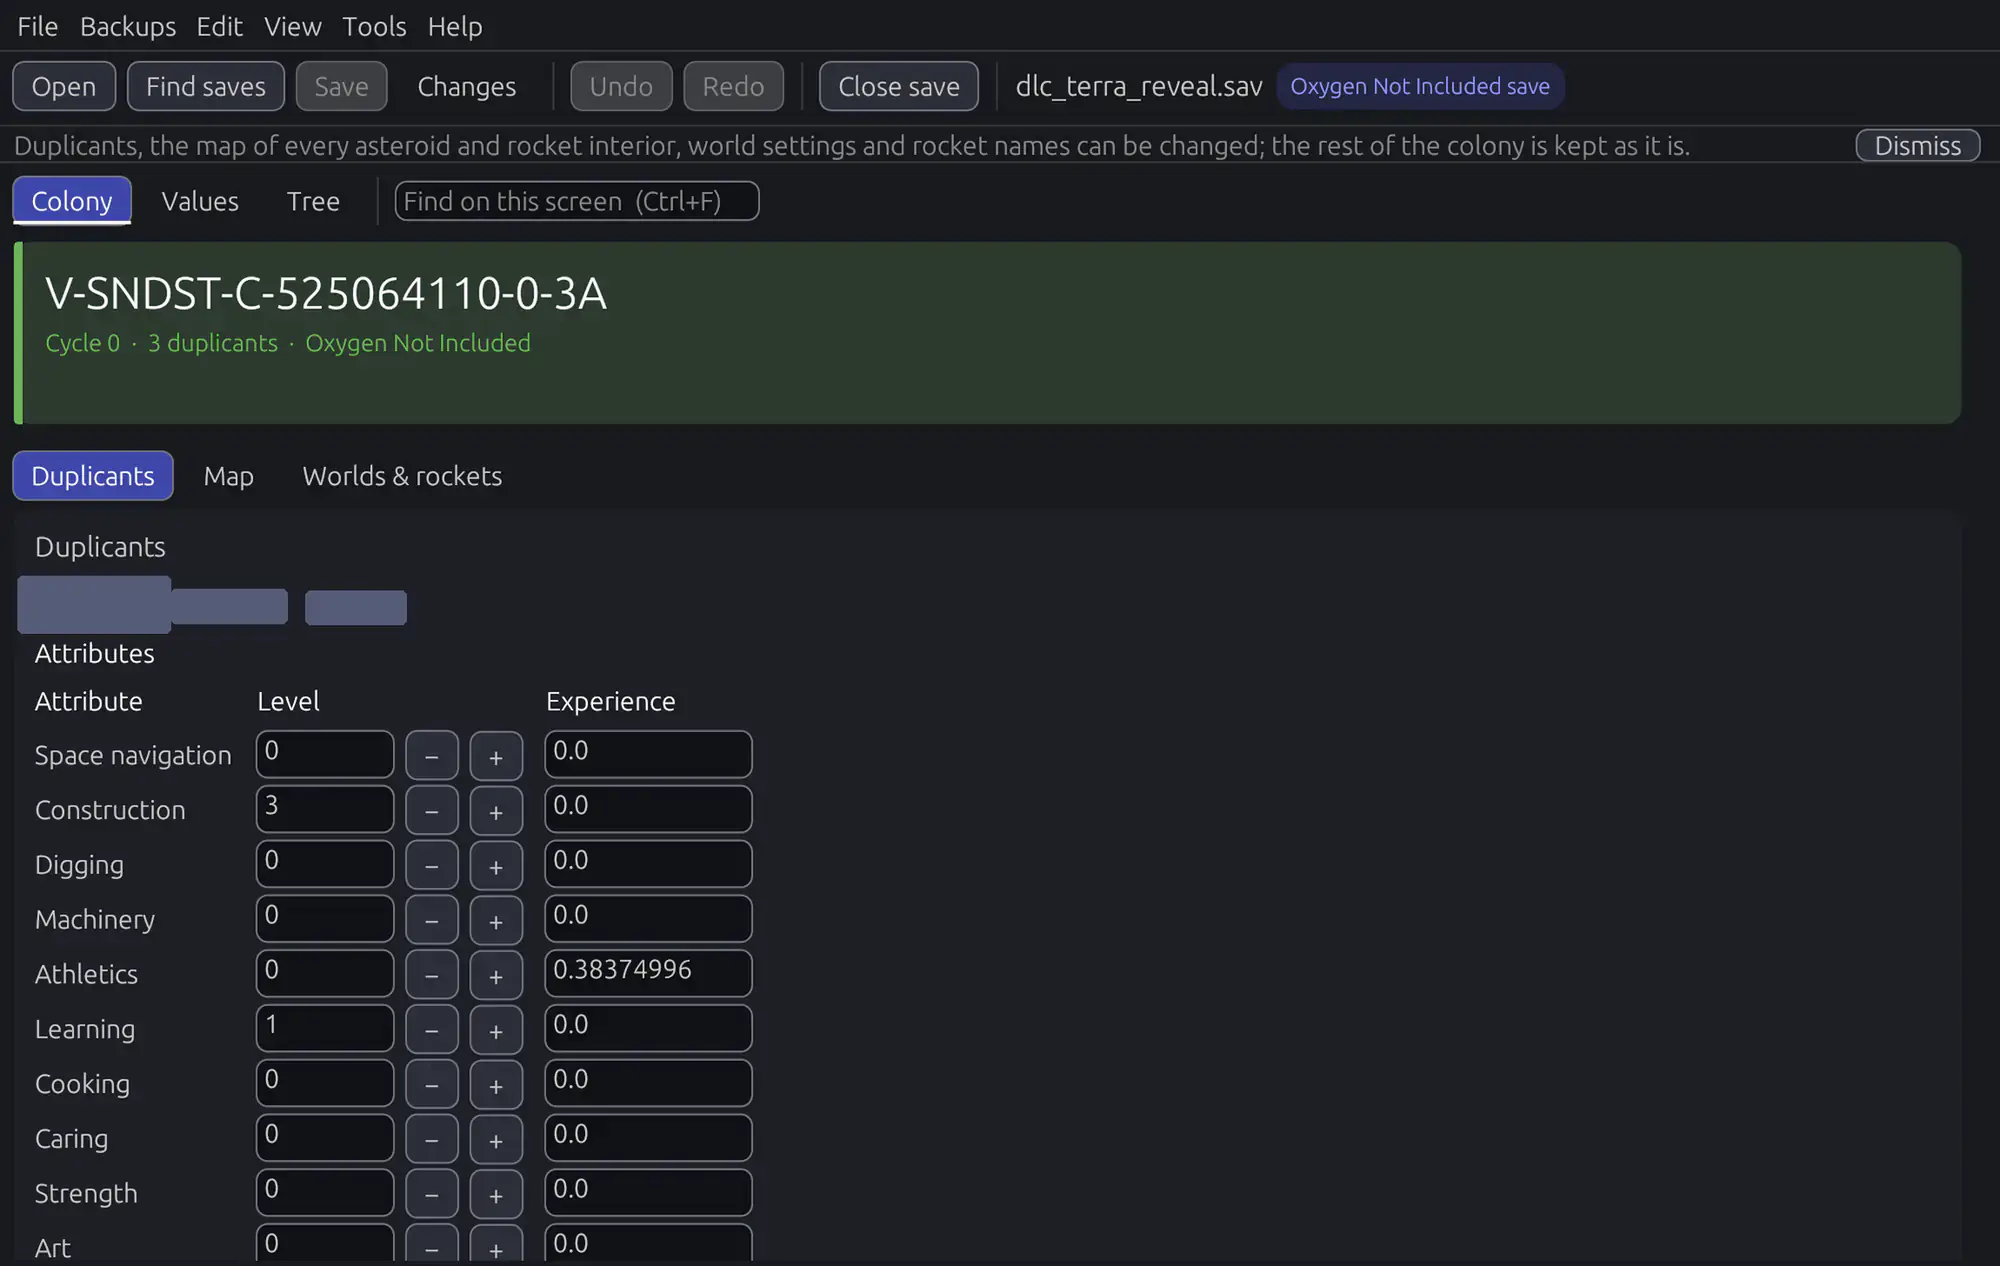 File Backups Edit View Tools Help
Open Find saves Save Changes Undo Redo Close save dlc_terra_reveal.sav Oxygen Not Included save
Duplicants, the map of every asteroid and rocket interior, world settings and rocket names can be changed; the rest of the colony is kept as it is. Dismiss
Colony Values Tree Find on this screen (Ctrl+F)
V-SNDST-C-525064110-0-3A
Cycle 0 · 3 duplicants · Oxygen Not Included
Duplicants Map Worlds & rockets
Duplicants
Attributes
Attribute Level Experience
Space navigation 0 − + 0.0
Construction 3 − + 0.0
Digging 0 − + 0.0
Machinery 0 − + 0.0
Athletics 0 − + 0.38374996
Learning 1 − + 0.0
Cooking 0 − + 0.0
Caring 0 − + 0.0
Strength 0 − + 0.0
Art 0 − + 0.0